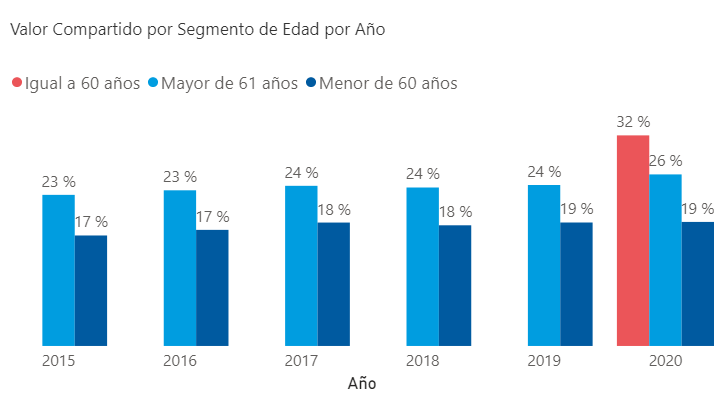 Valor Compartido por Segmento de Edad por Año
Igual a 60 años Mayor de 61 años Menor de 60 años
32 %
26 %
23 % 23 % 24 % 24 % 24 %
17 % 17 % 18 % 18 % 19 % 19 %
2015 2016 2017 2018 2019 2020
Año